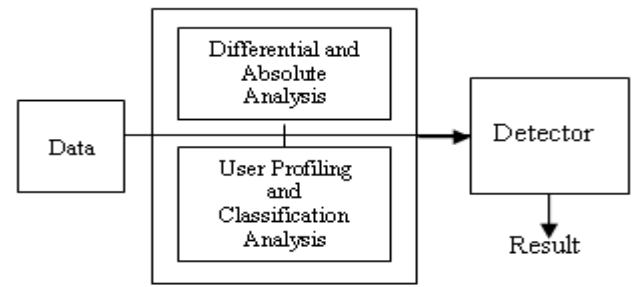 Data
Differential and
Absolute
Analysis
User Profiling
and
Classification
Analysis
Detector
Result